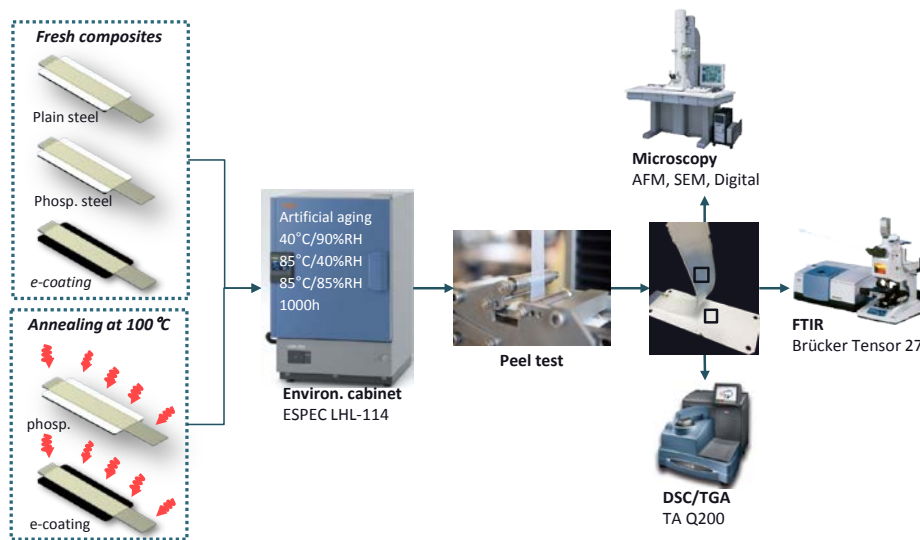 Fresh composites
Plain steel
Phosp. steel
e-coating
Annealing at 100°C
phosp.
e-coating
Artificial aging
40°C/90%RH
85°C/40%RH
85°C/85%RH
1000h
Environ. cabinet
ESPEC LHL-114
Peel test
Microscopy
AFM, SEM, Digital
FTIR
Brücker Tensor 27
DSC/TGA
TA Q200